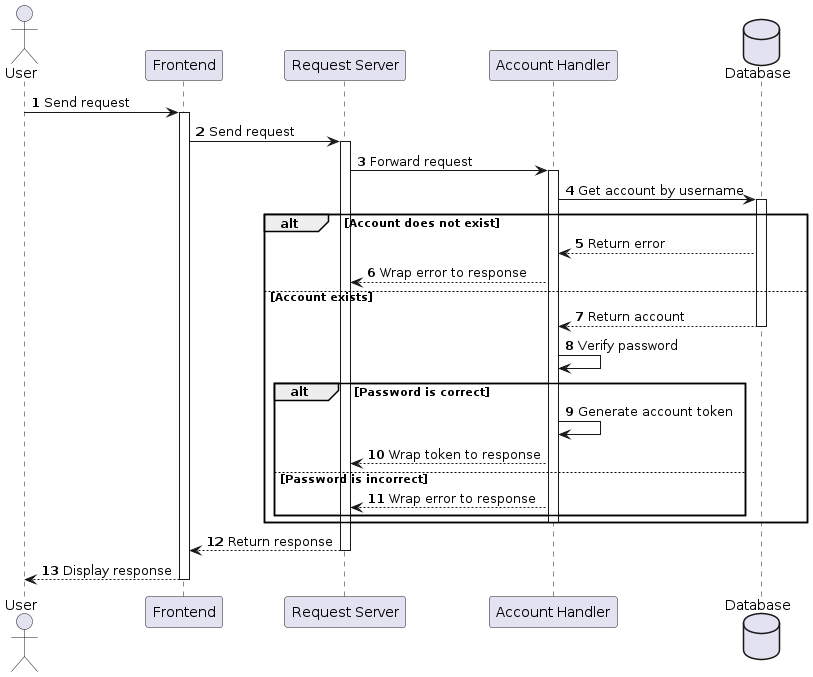 User
Frontend
Request Server
Account Handler
Database
1 Send request
2 Send request
3 Forward request
4 Get account by username
alt [Account does not exist]
5 Return error
6 Wrap error to response
[Account exists]
7 Return account
8 Verify password
alt [Password is correct]
9 Generate account token
10 Wrap token to response
[Password is incorrect]
11 Wrap error to response
12 Return response
13 Display response
User
Frontend
Request Server
Account Handler
Database